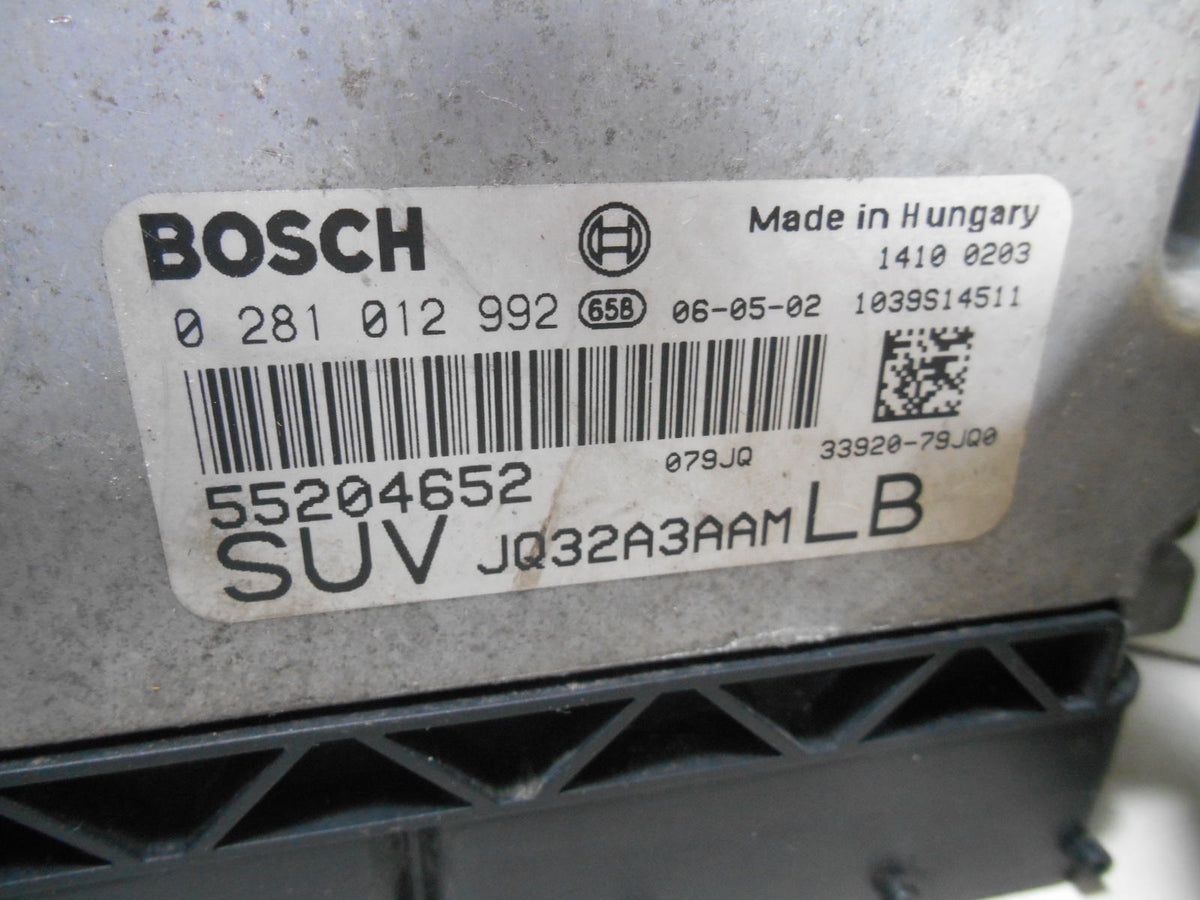 BOSCH
Made in Hungary
1410 0203
0 281 012 992 65B 06-05-02 1039S14511
079JQ 33920-79JQ0
55204652
SUV JQ32A3AAM LB